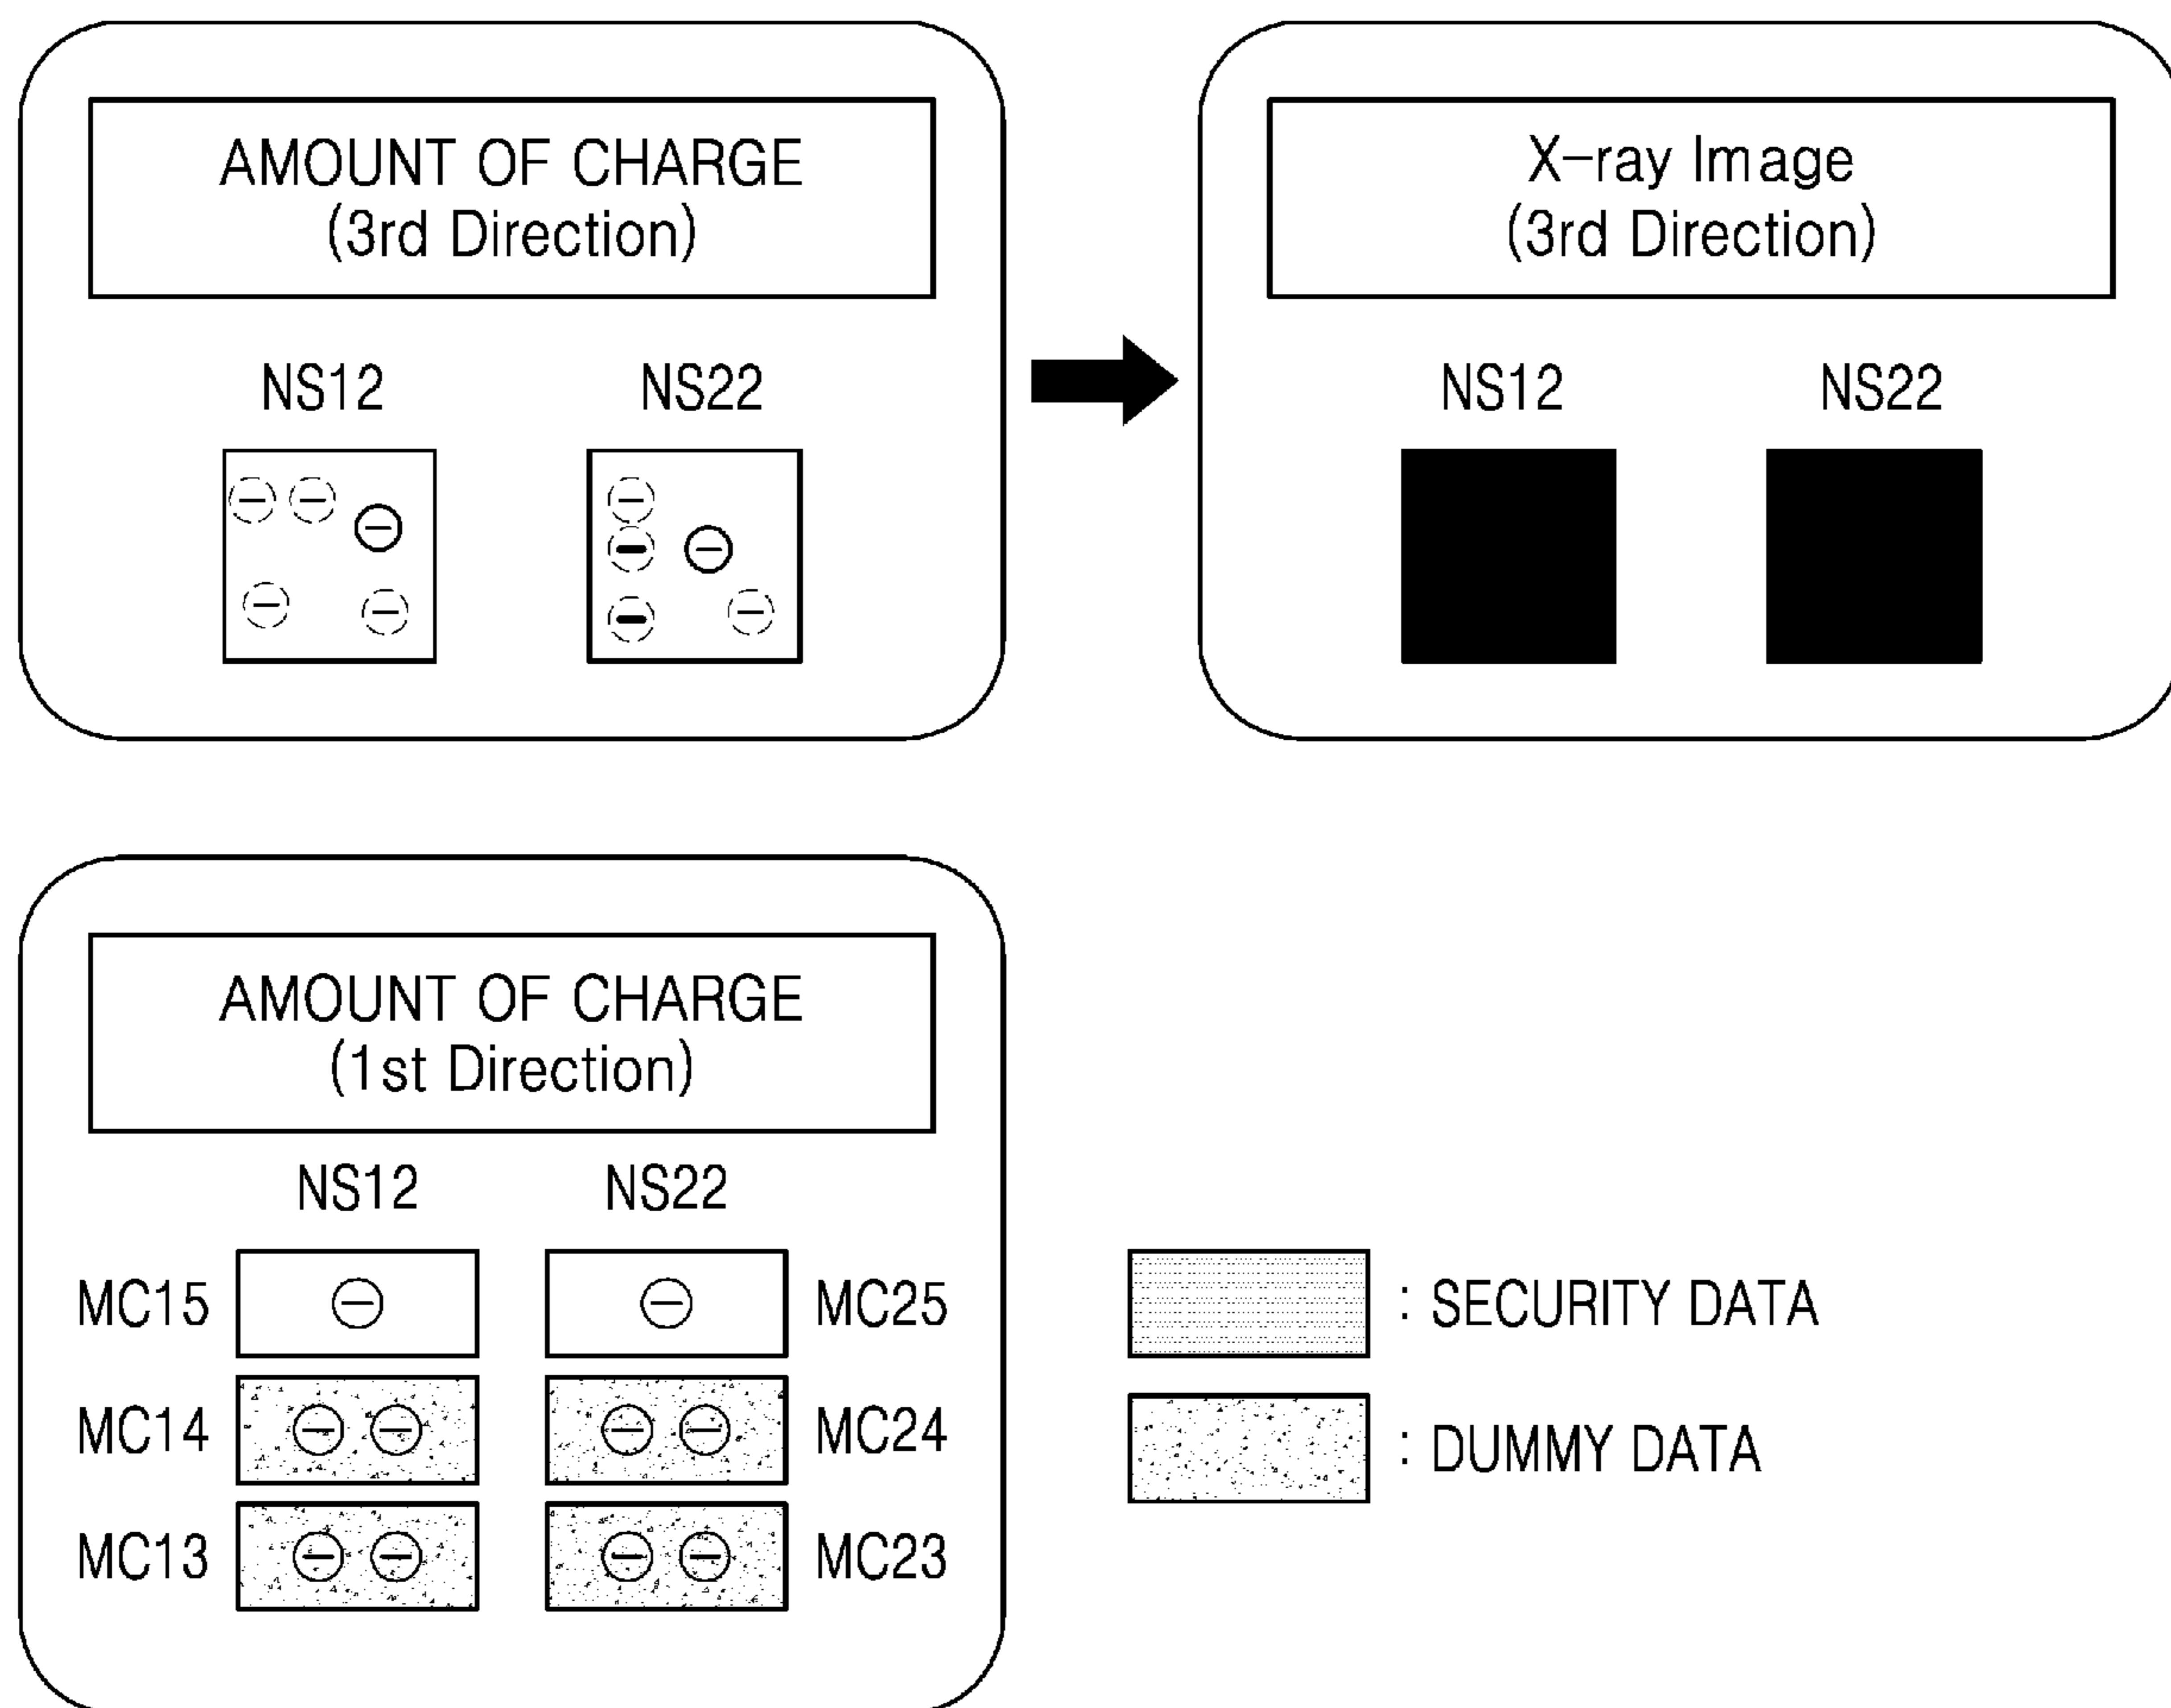 AMOUNT OF CHARGE
(3rd Direction)
NS12 NS22
X-ray Image
(3rd Direction)
NS12 NS22
AMOUNT OF CHARGE
(1st Direction)
NS12 NS22
MC15 MC25
MC14 MC24
MC13 MC23
: SECURITY DATA
: DUMMY DATA